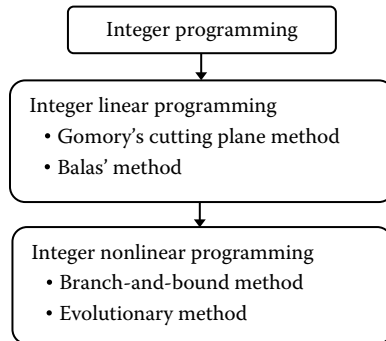 Integer programming
Integer linear programming
• Gomory’s cutting plane method
• Balas’ method
Integer nonlinear programming
• Branch-and-bound method
• Evolutionary method